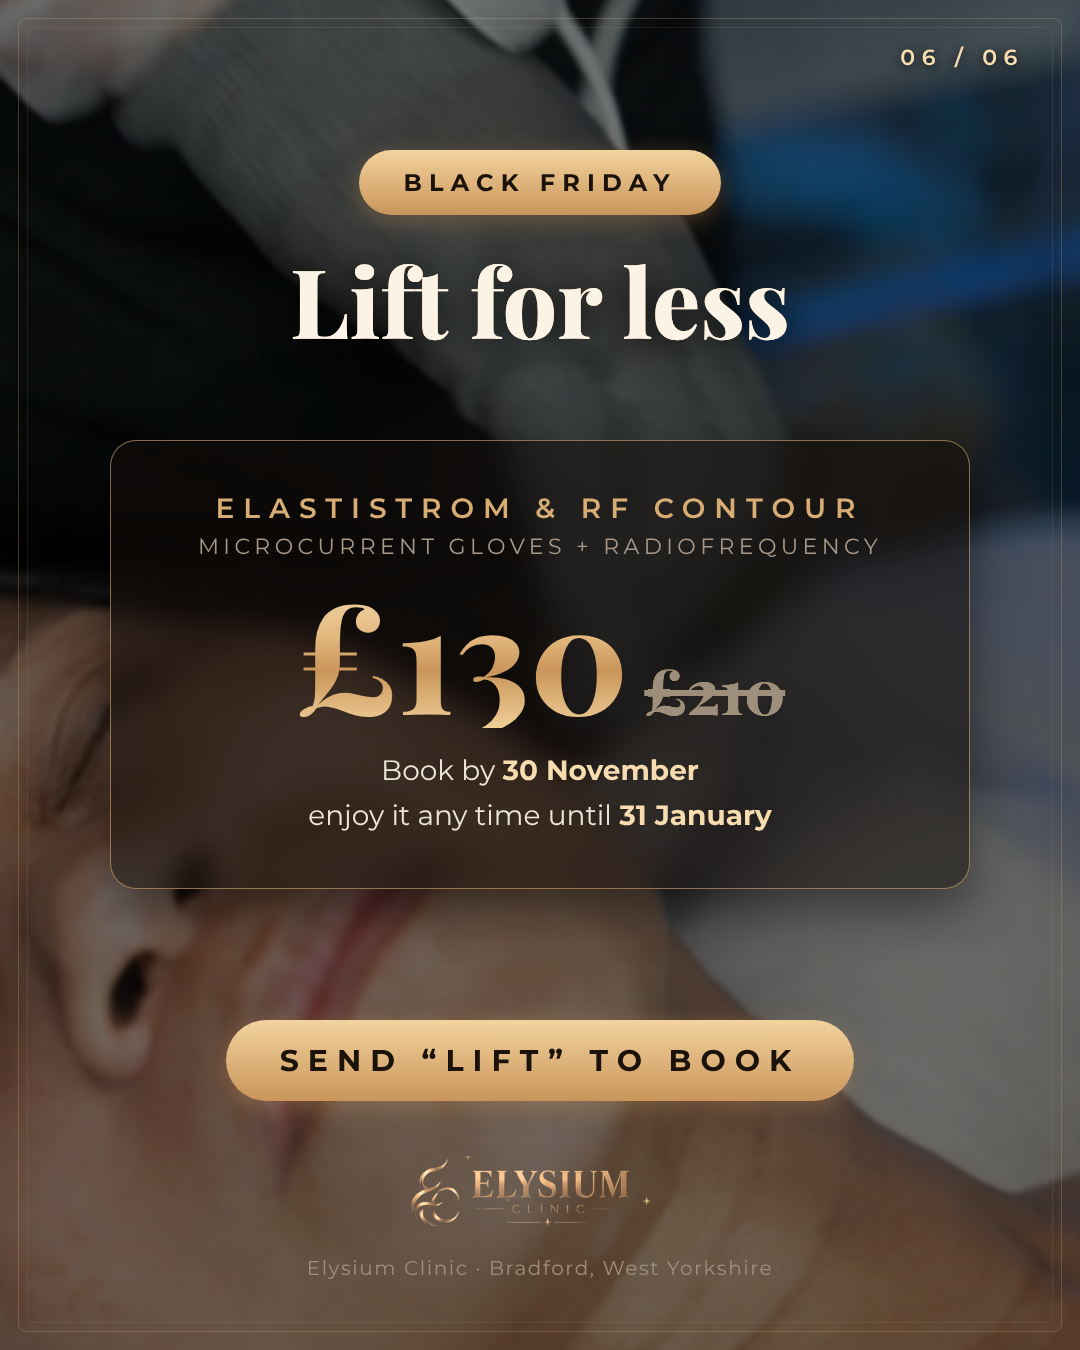 06 / 06
BLACK FRIDAY
Lift for less
ELASTISTROM & RF CONTOUR
MICROCURRENT GLOVES + RADIOFREQUENCY
£130 £210
Book by 30 November
enjoy it any time until 31 January
SEND “LIFT” TO BOOK
ELYSIUM
CLINIC
Elysium Clinic · Bradford, West Yorkshire